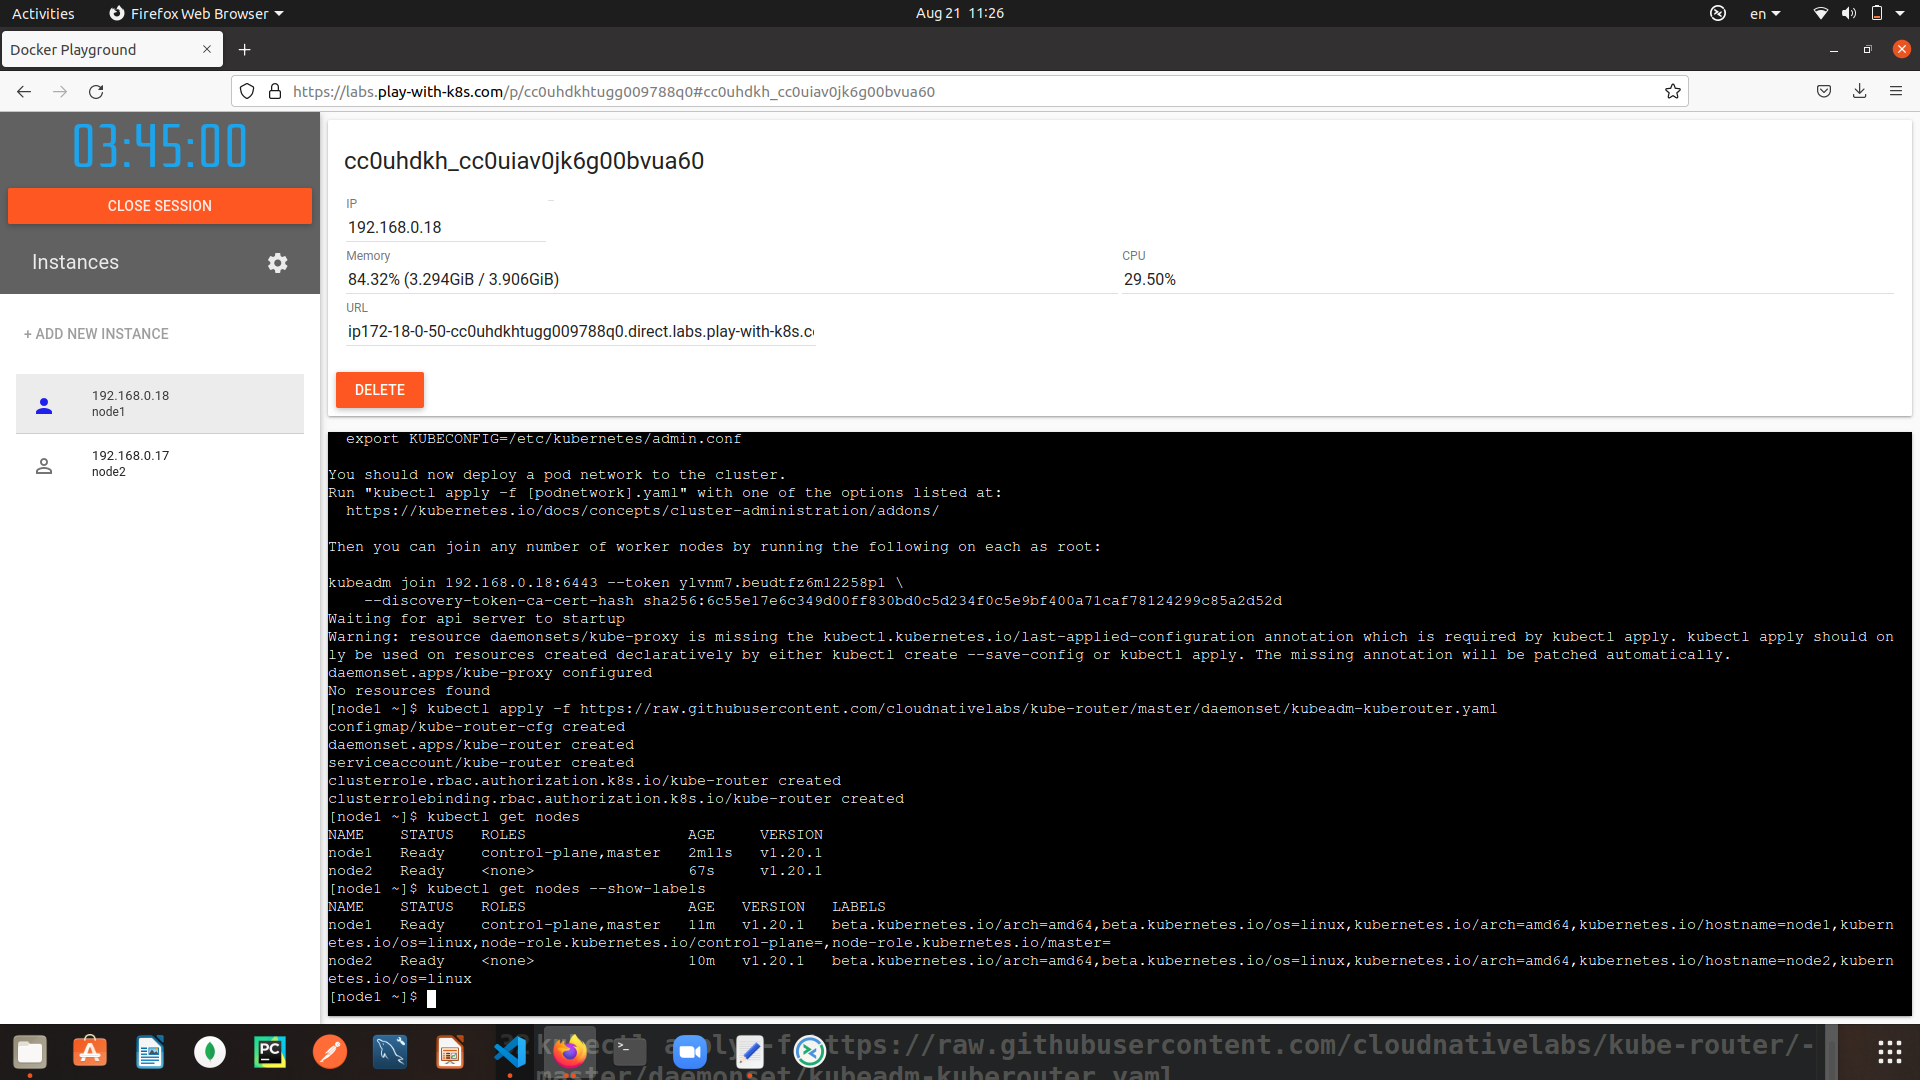 Activities
Firefox Web Browser
Aug 21 11:26
en
Docker Playground
https://labs.play-with-k8s.com/p/cc0uhdkhtugg009788q0#cc0uhdkh_cc0uiav0jk6g00bvua60
03:45:00
CLOSE SESSION
Instances
+ ADD NEW INSTANCE
192.168.0.18
node1
192.168.0.17
node2
cc0uhdkh_cc0uiav0jk6g00bvua60
IP
192.168.0.18
Memory
84.32% (3.294GiB / 3.906GiB)
CPU
29.50%
URL
ip172-18-0-50-cc0uhdkhtugg009788q0.direct.labs.play-with-k8s.c
DELETE
export KUBECONFIG=/etc/kubernetes/admin.conf
You should now deploy a pod network to the cluster.
Run "kubectl apply -f [podnetwork].yaml" with one of the options listed at:
https://kubernetes.io/docs/concepts/cluster-administration/addons/
Then you can join any number of worker nodes by running the following on each as root:
kubeadm join 192.168.0.18:6443 --token ylvnm7.beudtfz6m12258p1 \
--discovery-token-ca-cert-hash sha256:6c55e17e6c349d00ff830bd0c5d234f0c5e9bf400a71caf78124299c85a2d52d
Waiting for api server to startup
Warning: resource daemonsets/kube-proxy is missing the kubectl.kubernetes.io/last-applied-configuration annotation which is required by kubectl apply. kubectl apply should on
ly be used on resources created declaratively by either kubectl create --save-config or kubectl apply. The missing annotation will be patched automatically.
daemonset.apps/kube-proxy configured
No resources found
[node1 ~]$ kubectl apply -f https://raw.githubusercontent.com/cloudnativelabs/kube-router/master/daemonset/kubeadm-kuberouter.yaml
configmap/kube-router-cfg created
daemonset.apps/kube-router created
serviceaccount/kube-router created
clusterrole.rbac.authorization.k8s.io/kube-router created
clusterrolebinding.rbac.authorization.k8s.io/kube-router created
[node1 ~]$ kubectl get nodes
NAME STATUS ROLES AGE VERSION
node1 Ready control-plane,master 2m11s v1.20.1
node2 Ready <none> 67s v1.20.1
[node1 ~]$ kubectl get nodes --show-labels
NAME STATUS ROLES AGE VERSION LABELS
node1 Ready control-plane,master 11m v1.20.1 beta.kubernetes.io/arch=amd64,beta.kubernetes.io/os=linux,kubernetes.io/arch=amd64,kubernetes.io/hostname=node1,kubern
etes.io/os=linux,node-role.kubernetes.io/control-plane=,node-role.kubernetes.io/master=
node2 Ready <none> 10m v1.20.1 beta.kubernetes.io/arch=amd64,beta.kubernetes.io/os=linux,kubernetes.io/arch=amd64,kubernetes.io/hostname=node2,kubern
etes.io/os=linux
[node1 ~]$
https://raw.githubusercontent.com/cloudnativelabs/kube-router/-
master/daemonset/kubeadm-kuberouter.yaml